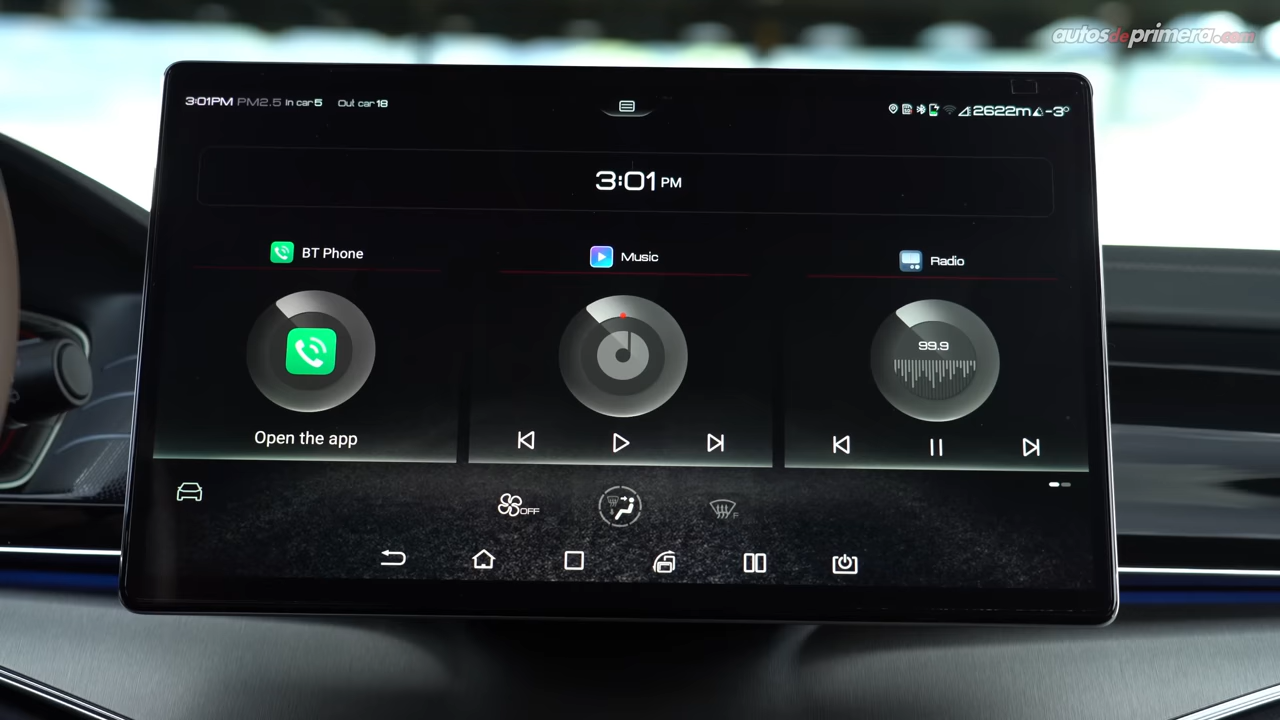 autosdeprimera.com
3:01PM PM2.5 In car 5 Out car 18
2622m -3°
3:01 PM
BT Phone
Music
Radio
99.9
Open the app
OFF
F